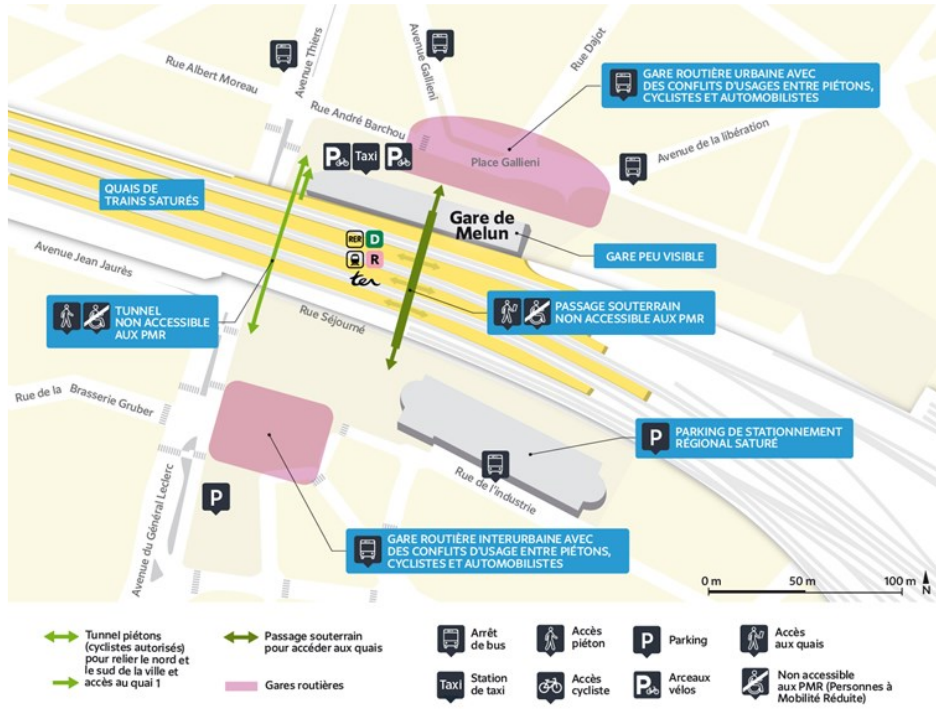 Avenue Thiers
Avenue Gallieni
Rue Dajot
Rue Albert Moreau
Rue André Barchou
GARE ROUTIÈRE URBAINE AVEC
DES CONFLITS D'USAGES ENTRE PIÉTONS,
CYCLISTES ET AUTOMOBILISTES
Avenue de la libération
Place Gallieni
P Taxi P
QUAIS DE
TRAINS SATURÉS
Gare de
Melun
RER D
R
ter
GARE PEU VISIBLE
Avenue Jean Jaurès
TUNNEL
NON ACCESSIBLE
AUX PMR
Rue Séjourné
PASSAGE SOUTERRAIN
NON ACCESSIBLE AUX PMR
Rue de la Brasserie Gruber
P PARKING DE STATIONNEMENT
RÉGIONAL SATURÉ
Rue de l'Industrie
P
Avenue du Général Leclerc
GARE ROUTIÈRE INTERURBAINE AVEC
DES CONFLITS D'USAGE ENTRE PIÉTONS,
CYCLISTES ET AUTOMOBILISTES
0 m 50 m 100 m N
Tunnel piétons
(cyclistes autorisés)
pour relier le nord et
le sud de la ville et
accès au quai 1
Passage souterrain
pour accéder aux quais
Gares routières
Arrêt
de bus
Accès
piéton
P Parking
Accès
aux quais
Taxi Station
de taxi
Accès
cycliste
P Arceaux
vélos
Non accessible
aux PMR (Personnes à
Mobilité Réduite)